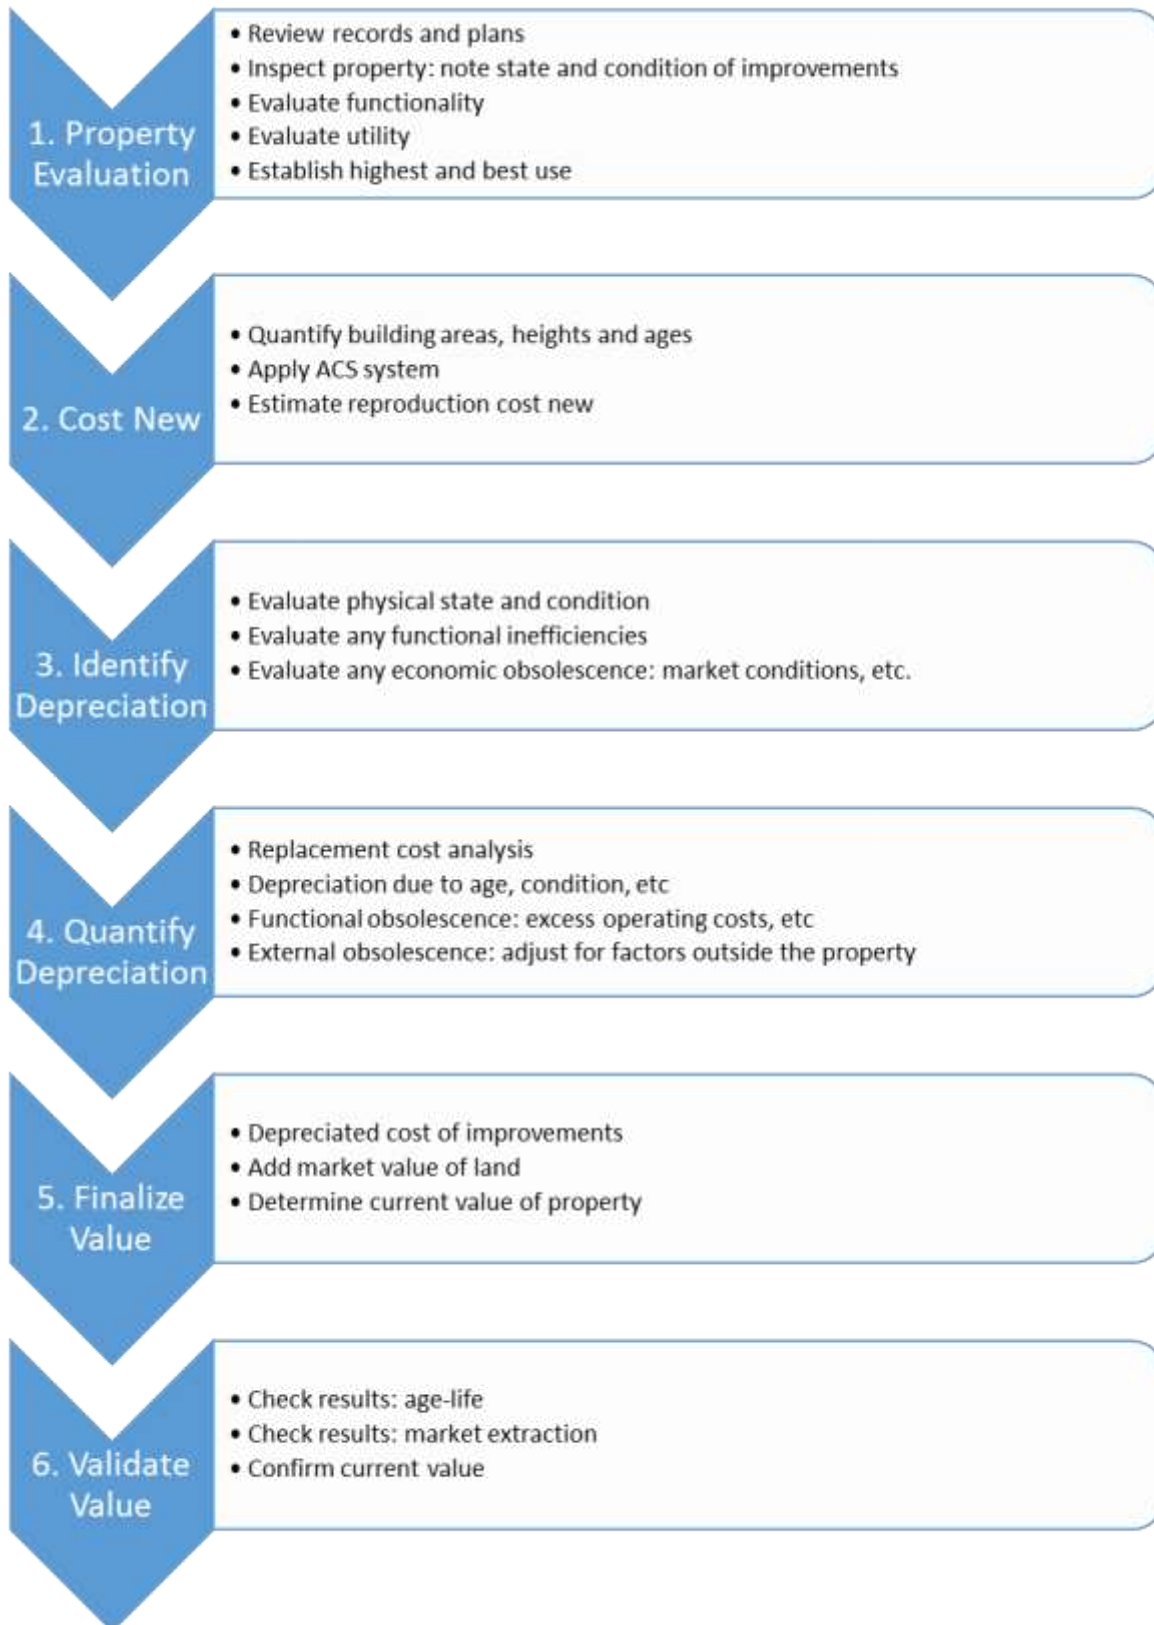 1. Property
Evaluation
• Review records and plans
• Inspect property: note state and condition of improvements
• Evaluate functionality
• Evaluate utility
• Establish highest and best use
2. Cost New
• Quantify building areas, heights and ages
• Apply ACS system
• Estimate reproduction cost new
3. Identify
Depreciation
• Evaluate physical state and condition
• Evaluate any functional inefficiencies
• Evaluate any economic obsolescence: market conditions, etc.
4. Quantify
Depreciation
• Replacement cost analysis
• Depreciation due to age, condition, etc
• Functional obsolescence: excess operating costs, etc
• External obsolescence: adjust for factors outside the property
5. Finalize
Value
• Depreciated cost of improvements
• Add market value of land
• Determine current value of property
6. Validate
Value
• Check results: age-life
• Check results: market extraction
• Confirm current value